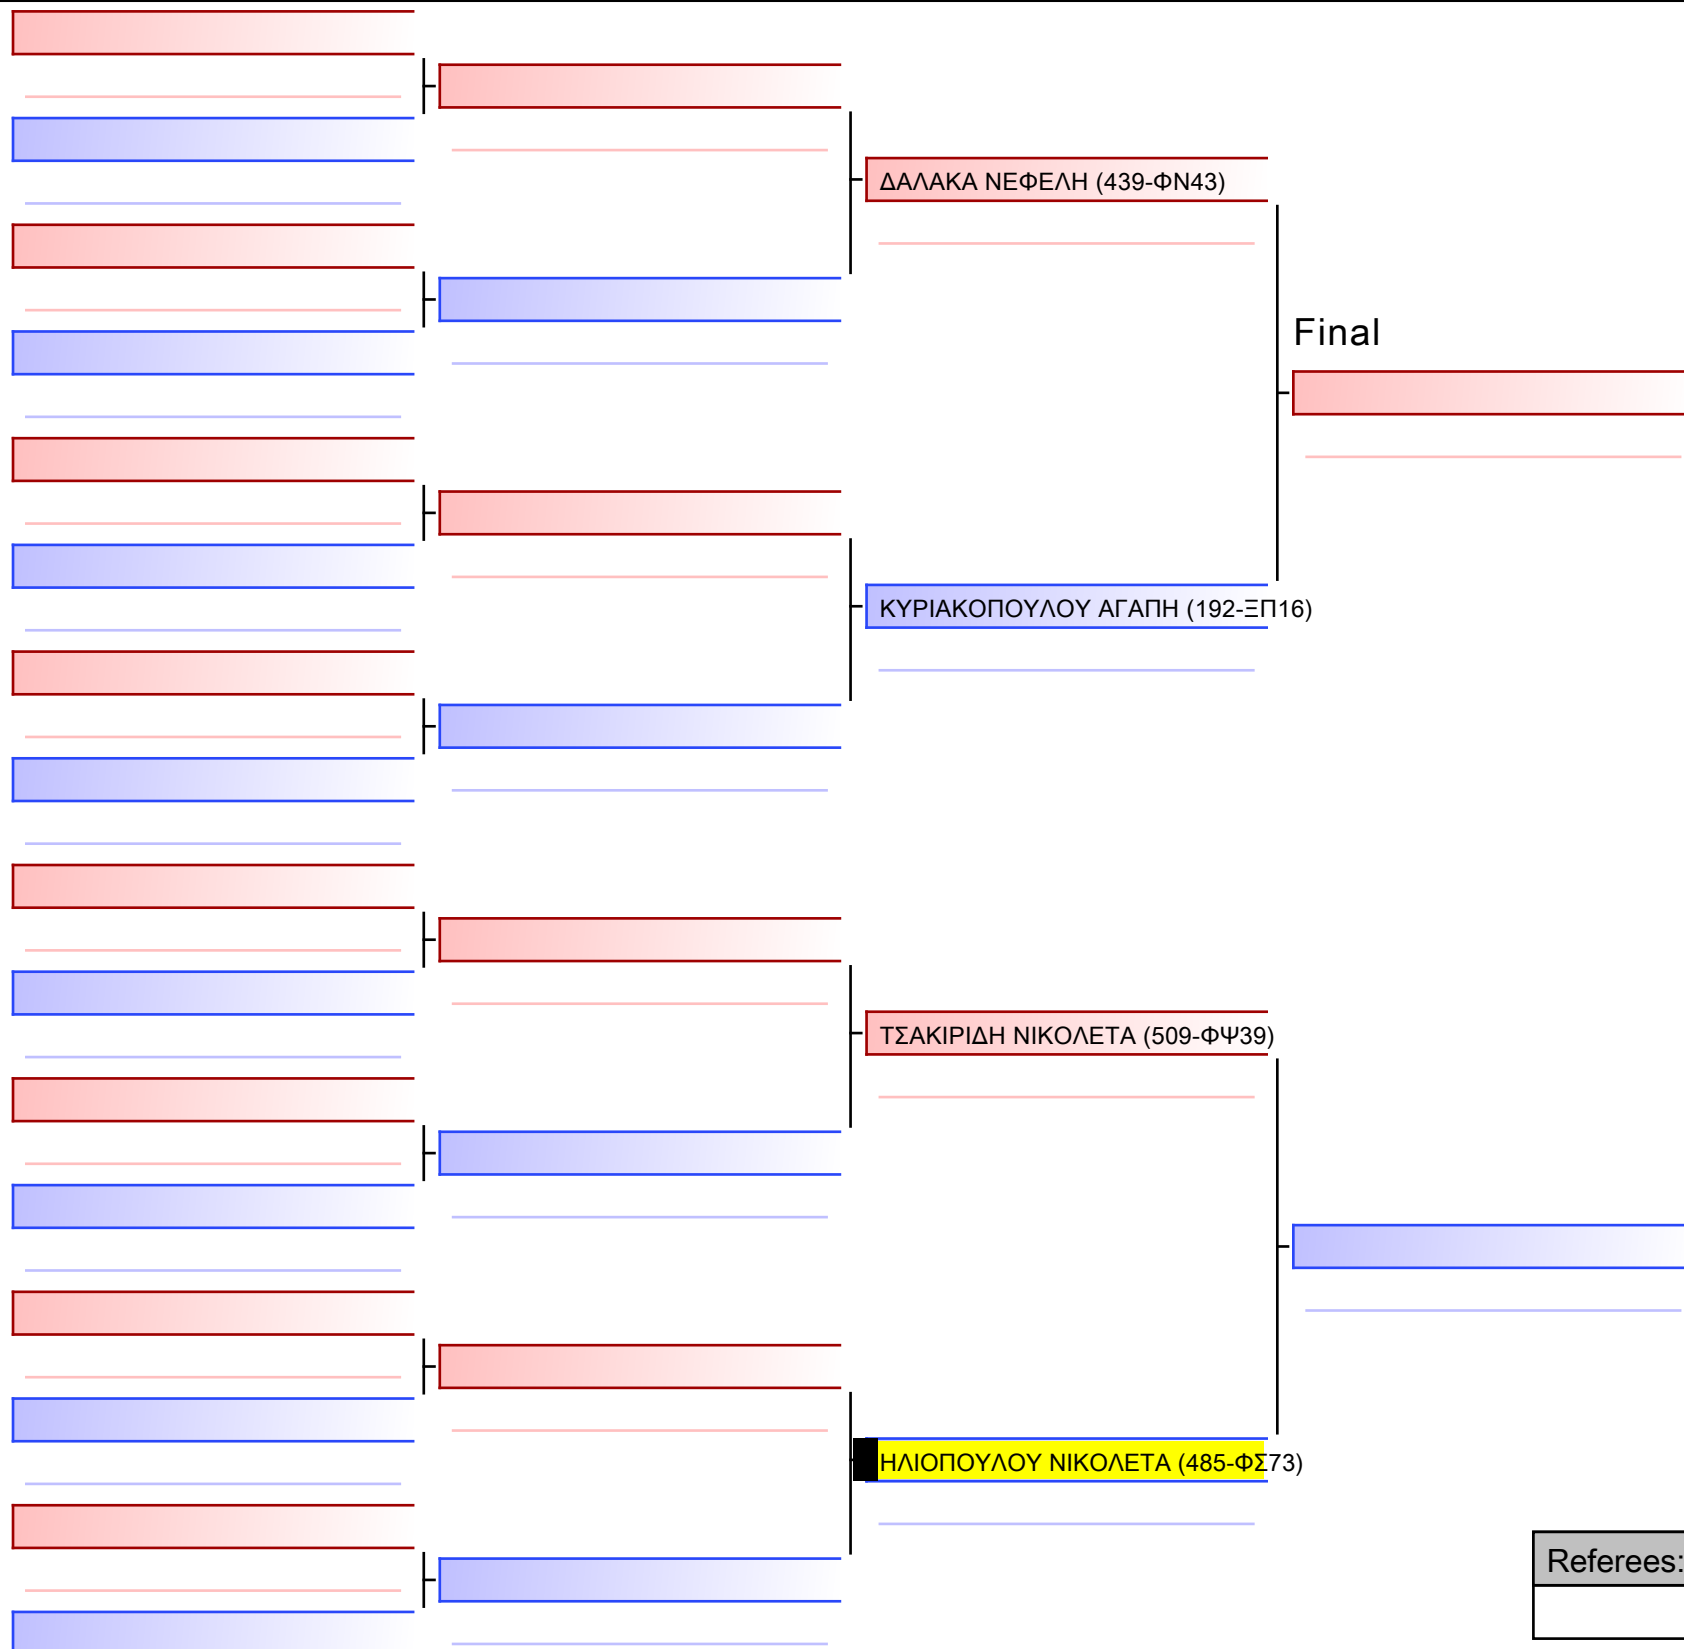 ΔΑΛΑΚΑ ΝΕΦΕΛΗ (439-ΦΝ43)
Final
ΚΥΡΙΑΚΟΠΟΥΛΟΥ ΑΓΑΠΗ (192-ΞΠ16)
ΤΣΑΚΙΡΙΔΗ ΝΙΚΟΛΕΤΑ (509-ΦΨ39)
ΗΛΙΟΠΟΥΛΟΥ ΝΙΚΟΛΕΤΑ (485-ΦΣ73)
Referees: